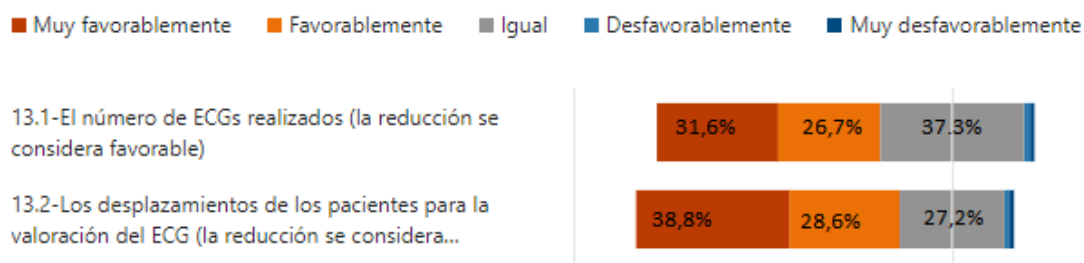 Muy favorablemente Favorablemente Igual Desfavorablemente Muy desfavorablemente
13.1-El número de ECGs realizados (la reducción se
considera favorable)
31,6% 26,7% 37.3%
13.2-Los desplazamientos de los pacientes para la
valoración del ECG (la reducción se considera...
38,8% 28,6% 27,2%